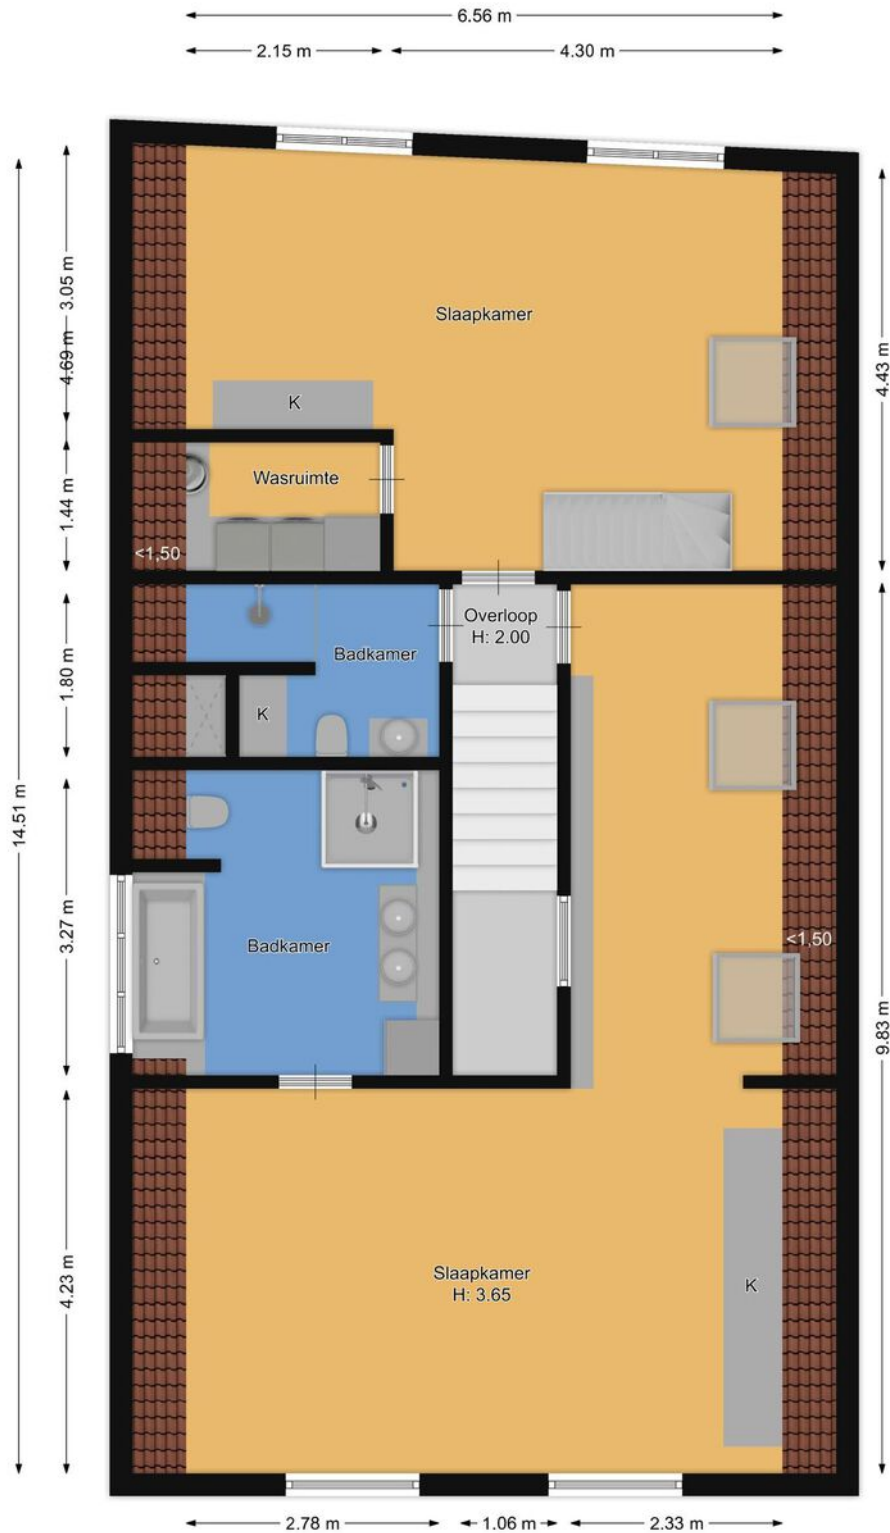 6.56 m
2.15 m
4.30 m
3.05 m
4.69 m
4.43 m
Slaapkamer
K
Wasruimte
1.44 m
<1,50
Overloop
H: 2.00
Badkamer
1.80 m
K
14.51 m
3.27 m
Badkamer
<1,50
9.83 m
4.23 m
Slaapkamer
H: 3.65
K
2.78 m
1.06 m
2.33 m